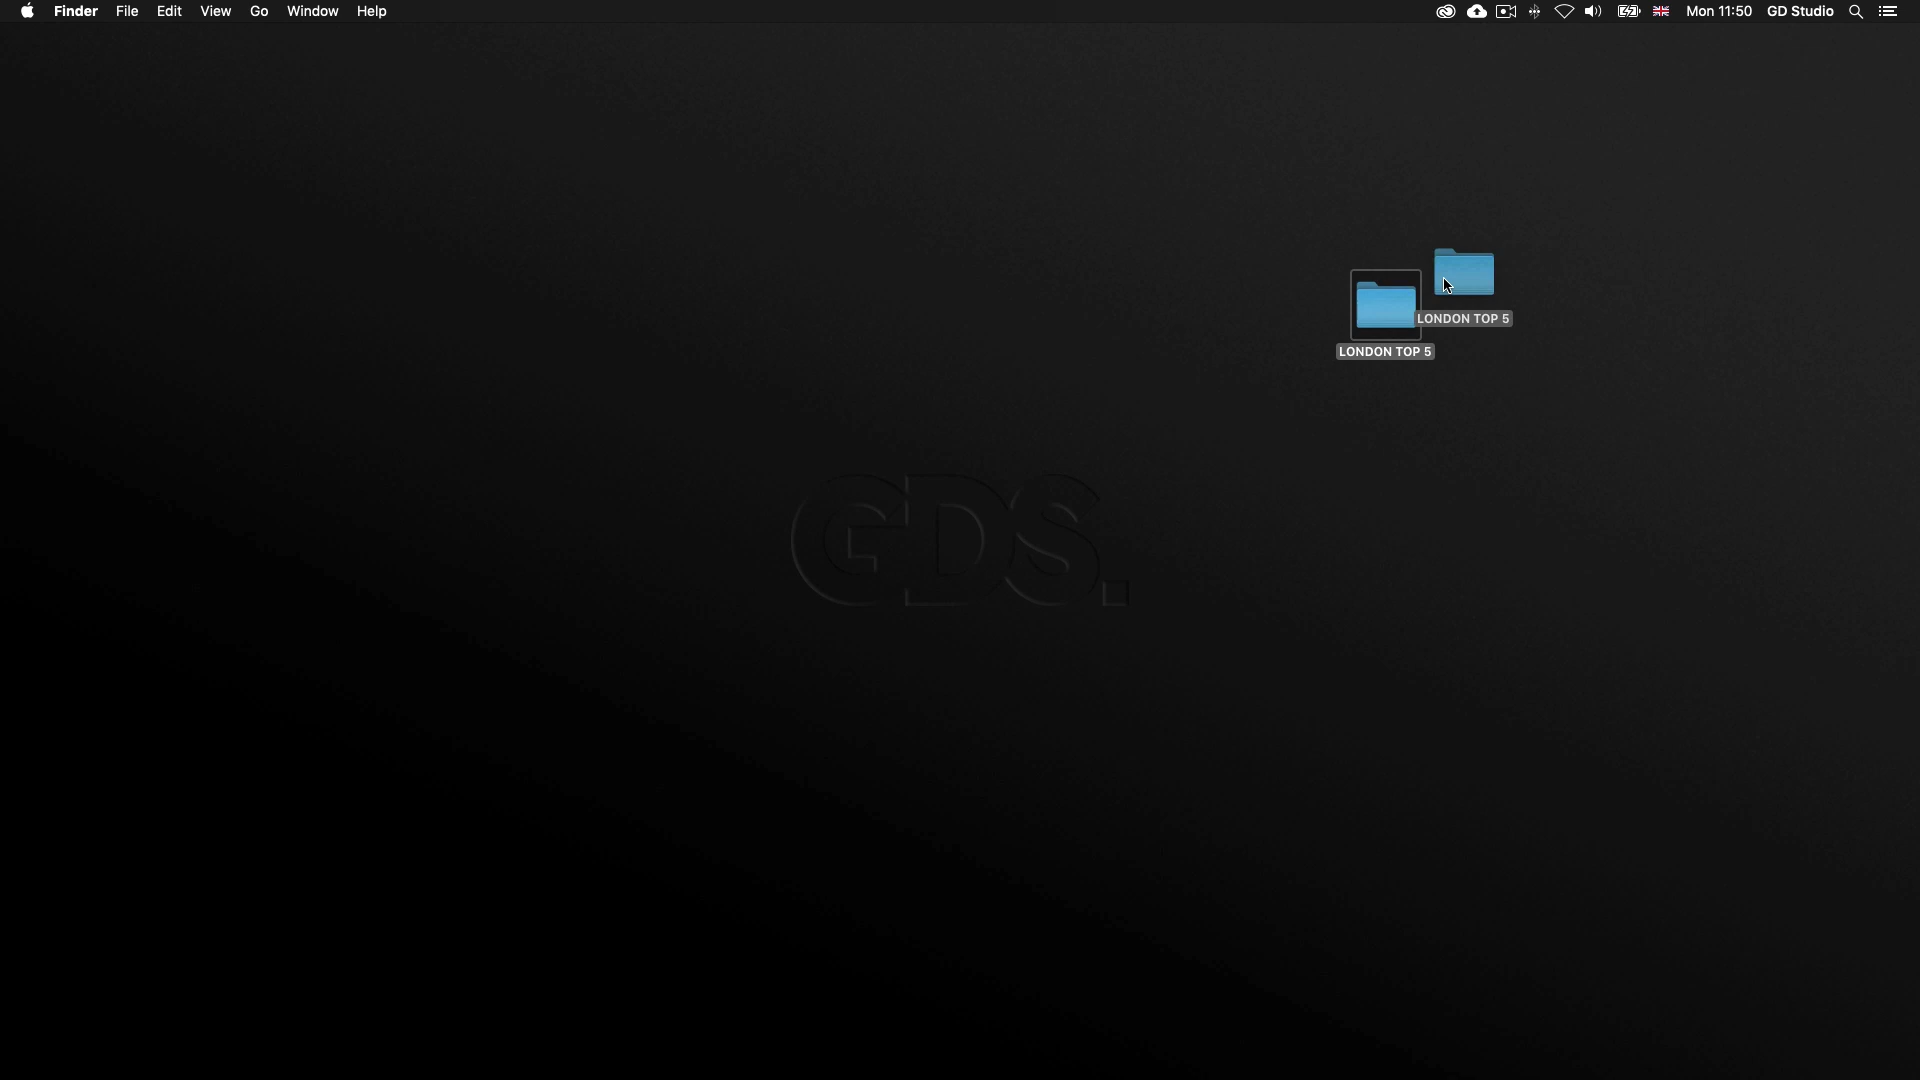 Finder File Edit View Go Window Help Mon 11:50 GD Studio
LONDON TOP 5
LONDON TOP 5
GDS.